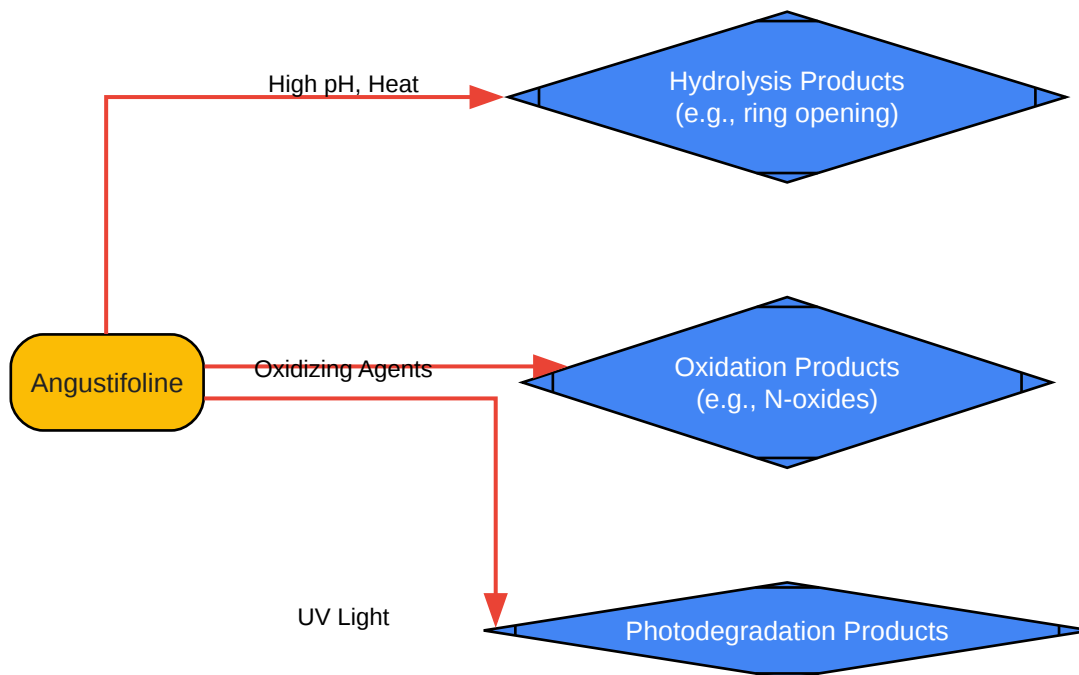 High pH, Heat
Hydrolysis Products
(e.g., ring opening)
Angustifoline
Oxidizing Agents
Oxidation Products
(e.g., N-oxides)
UV Light
Photodegradation Products